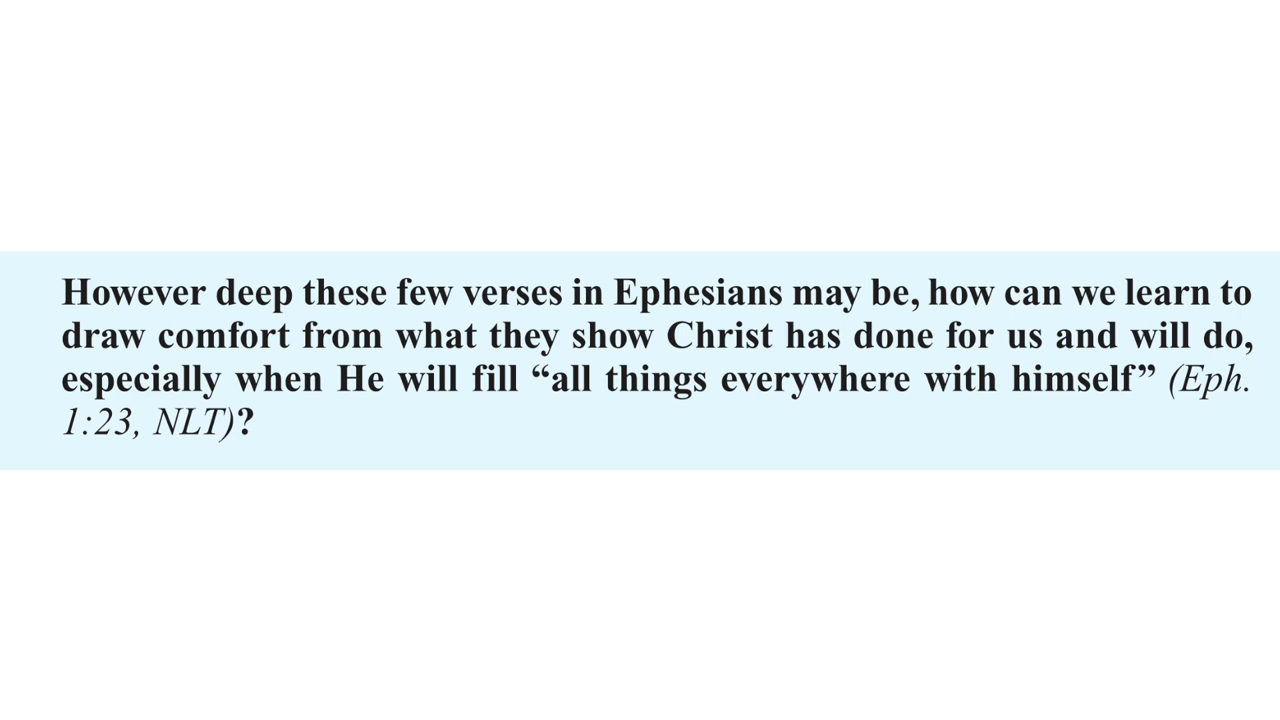 However deep these few verses in Ephesians may be, how can we learn to
draw comfort from what they show Christ has done for us and will do,
especially when He will fill “all things everywhere with himself” (Eph.
1:23, NLT)?